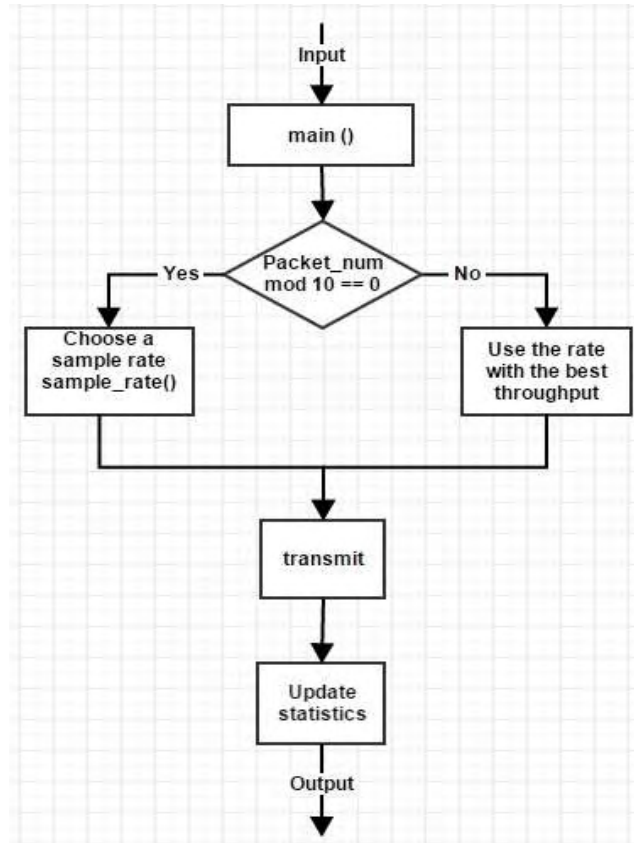 Input
main ()
Packet_num
mod 10 == 0
Yes
No
Choose a
sample rate
sample_rate()
Use the rate
with the best
throughput
transmit
Update
statistics
Output